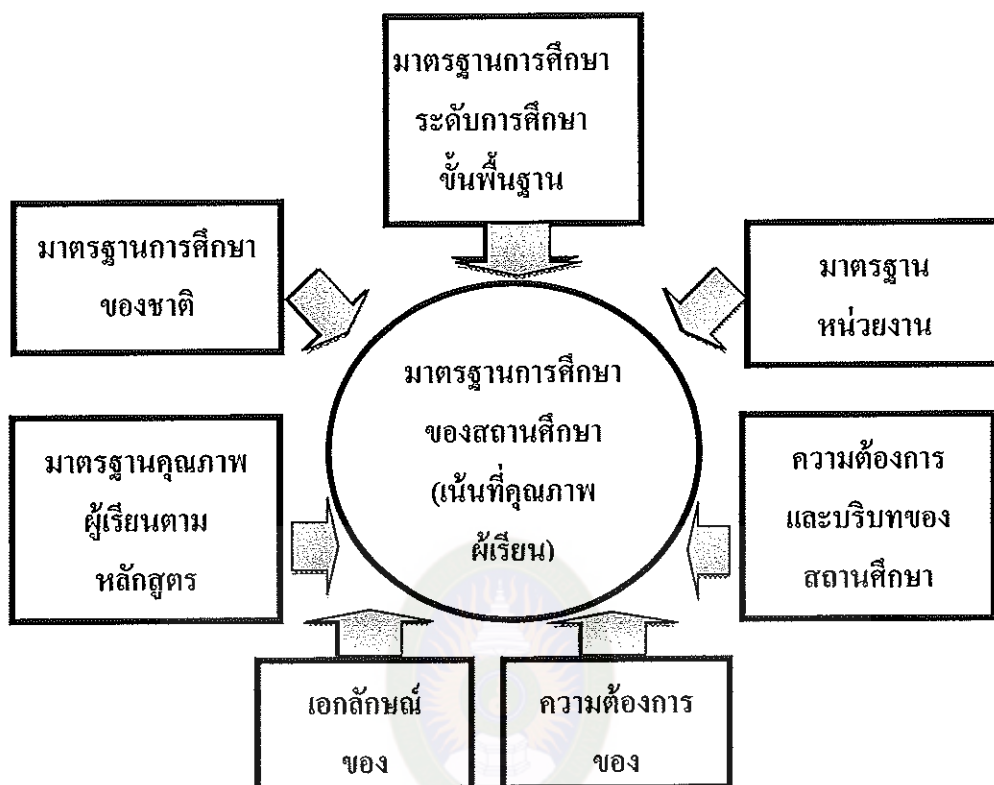 มาตรฐานการศึกษา
ระดับการศึกษา
ขั้นพื้นฐาน
มาตรฐานการศึกษา
ของชาติ
มาตรฐาน
หน่วยงาน
มาตรฐานการศึกษา
ของสถานศึกษา
(เน้นที่คุณภาพ
ผู้เรียน)
มาตรฐานคุณภาพ
ผู้เรียนตาม
หลักสูตร
ความต้องการ
และบริบทของ
สถานศึกษา
เอกลักษณ์
ของ
ความต้องการ
ของ